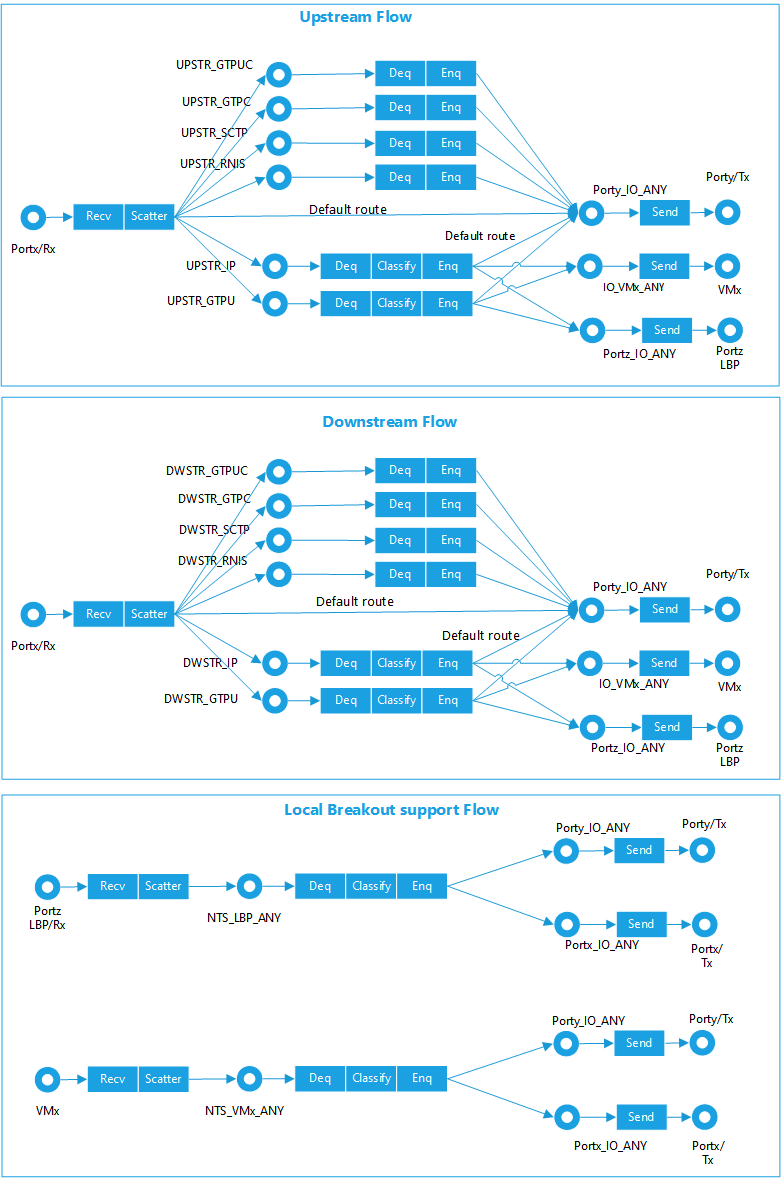 Upstream Flow
UPSTR_GTPUC
Deq Enq
UPSTR_GTPC
Deq Enq
UPSTR_SCTP
Deq Enq
UPSTR_RNIS
Deq Enq
Porty_IO_ANY
Porty/Tx
Recv Scatter
Default route
Send
Portx/Rx
Default route
UPSTR_IP
Deq Classify Enq
Send
IO_VMx_ANY
VMx
UPSTR_GTPU
Deq Classify Enq
Send
Portz_IO_ANY
Portz
LBP
Downstream Flow
DWSTR_GTPUC
Deq Enq
DWSTR_GTPC
Deq Enq
DWSTR_SCTP
Deq Enq
DWSTR_RNIS
Deq Enq
Porty_IO_ANY
Porty/Tx
Recv Scatter
Default route
Send
Portx/Rx
Default route
DWSTR_IP
Deq Classify Enq
Send
IO_VMx_ANY
VMx
DWSTR_GTPU
Deq Classify Enq
Send
Portz_IO_ANY
Portz
LBP
Local Breakout support Flow
Porty_IO_ANY
Porty/Tx
Send
Recv Scatter
Deq Classify Enq
Portz
LBP/Rx
NTS_LBP_ANY
Send
Portx_IO_ANY
Portx/
Tx
Porty_IO_ANY
Porty/Tx
Send
Recv Scatter
Deq Classify Enq
VMx
NTS_VMx_ANY
Send
Portx_IO_ANY
Portx/
Tx